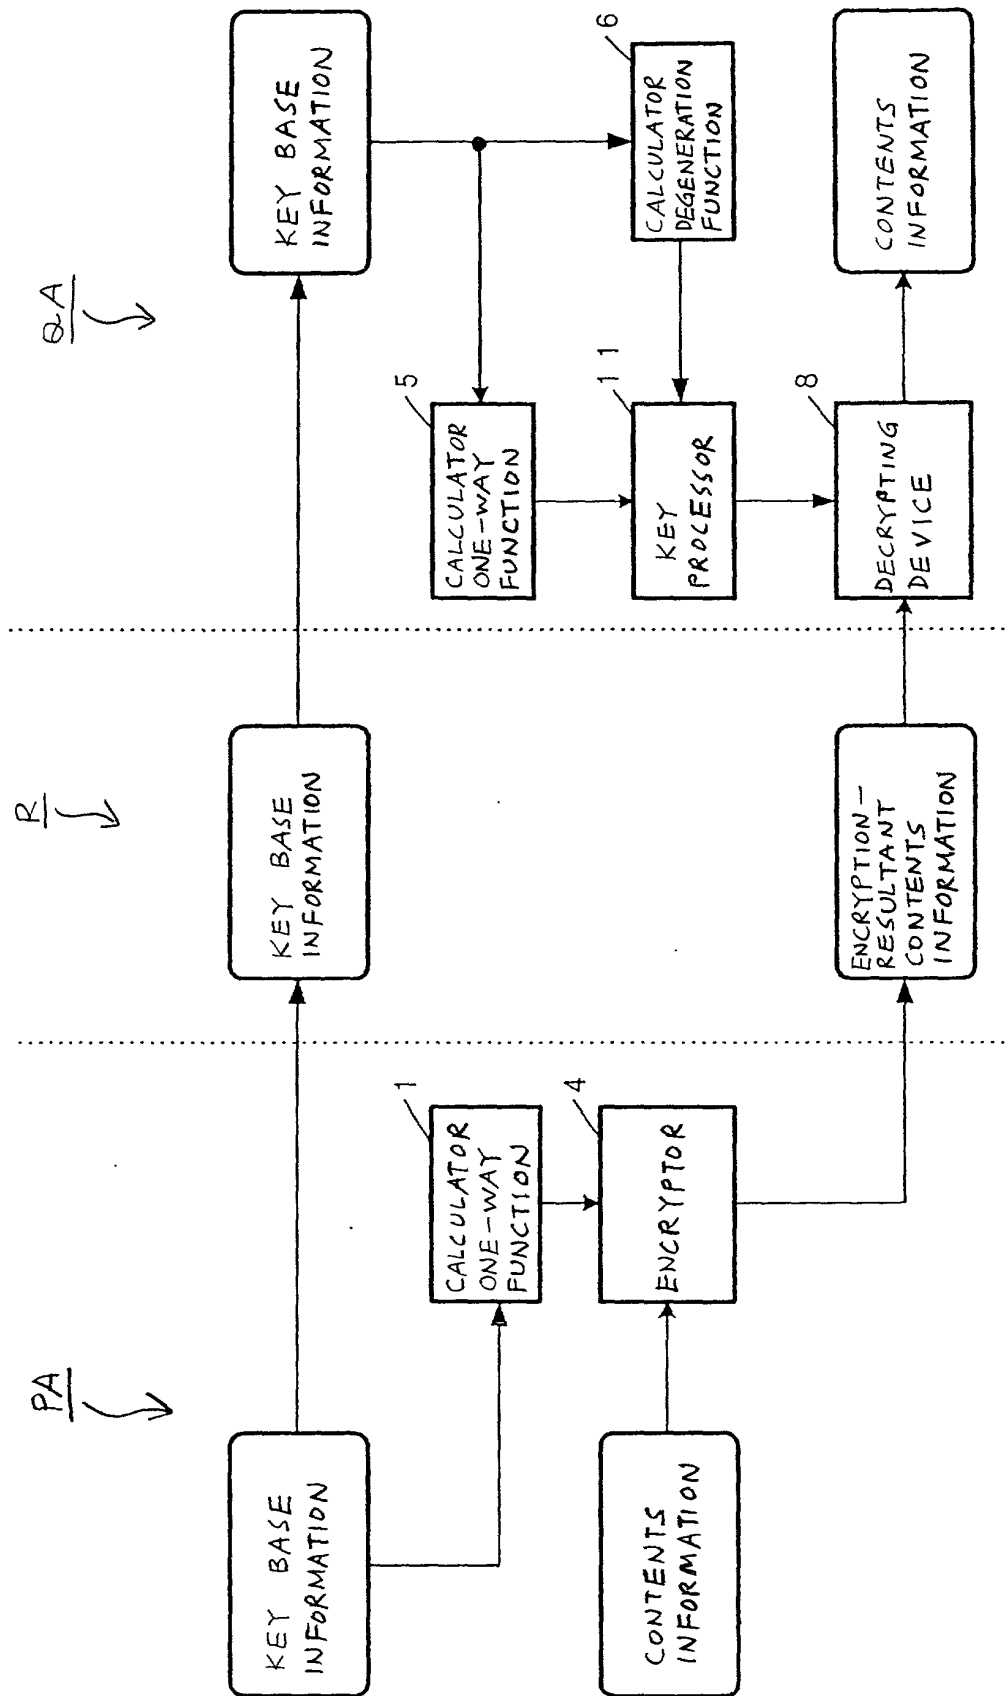 PA
KEY BASE
INFORMATION
CONTENTS
INFORMATION
1
CALCULATOR
ONE-WAY
FUNCTION
4
ENCRYPTOR
R
KEY BASE
INFORMATION
ENCRYPTION-
RESULTANT
CONTENTS
INFORMATION
QA
KEY BASE
INFORMATION
5
CALCULATOR
ONE-WAY
FUNCTION
6
CALCULATOR
DEGENERATION
FUNCTION
11
KEY
PROCESSOR
8
DECRYPTING
DEVICE
CONTENTS
INFORMATION